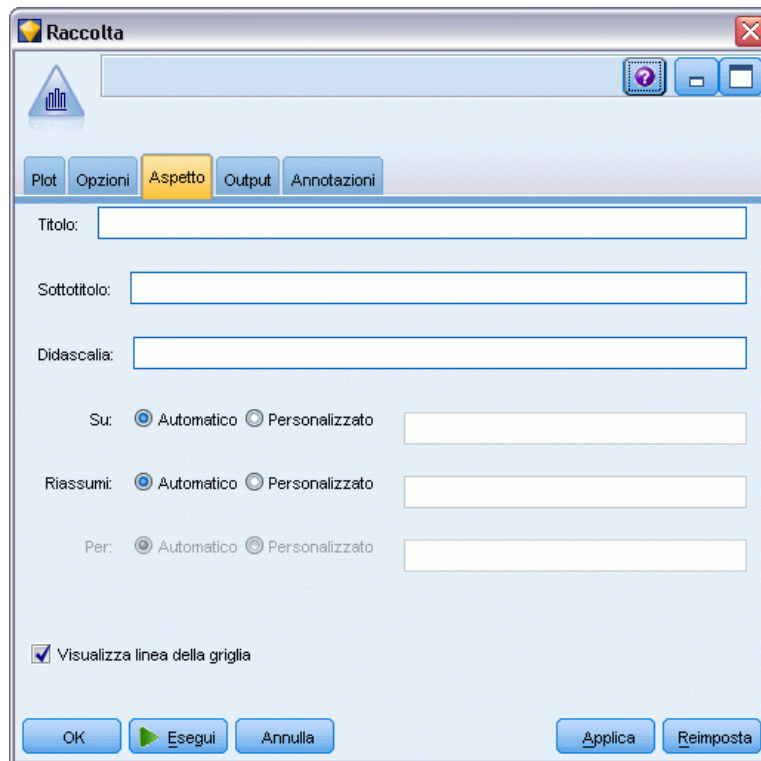 Raccolta
?
Plot Opzioni Aspetto Output Annotazioni
Titolo:
Sottotitolo:
Didascalia:
Su: Automatico Personalizzato
Riassumi: Automatico Personalizzato
Per: Automatico Personalizzato
Visualizza linea della griglia
OK Esegui Annulla Applica Reimposta